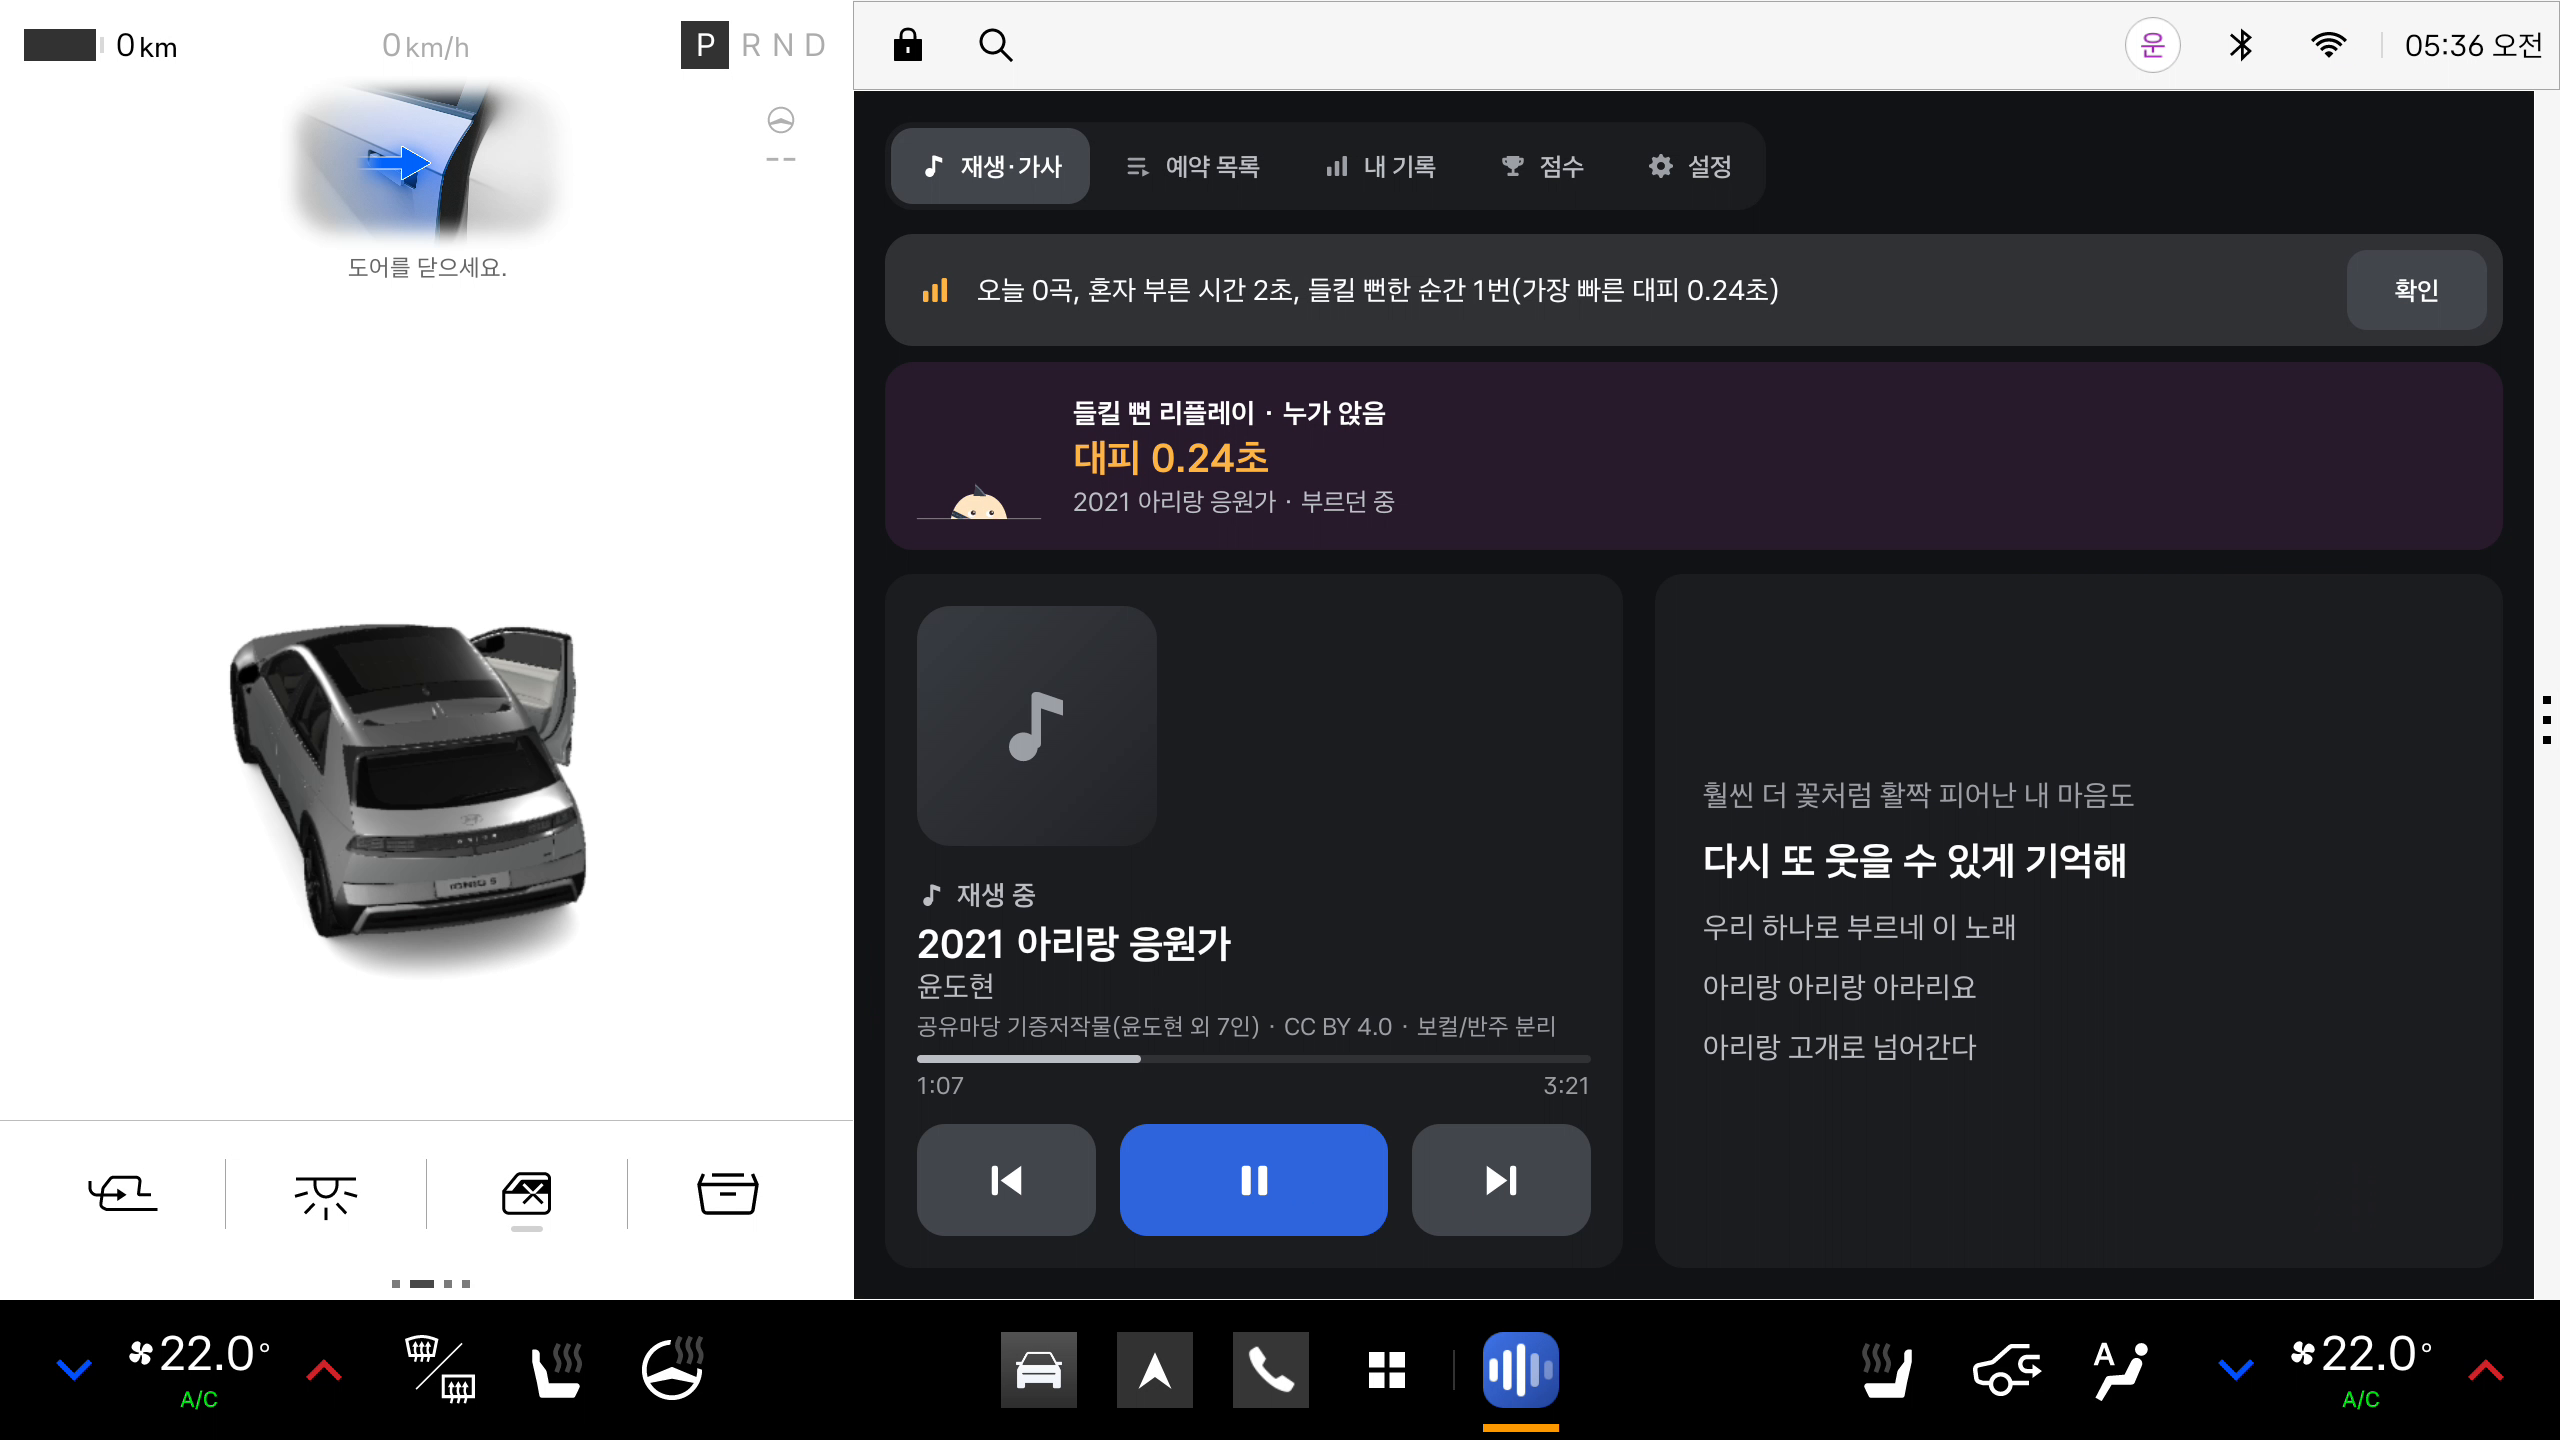 0 km
0 km/h
P R N D
운
05:36 오전
도어를 닫으세요.
재생·가사
예약 목록
내 기록
점수
설정
오늘 0곡, 혼자 부른 시간 2초, 들킬 뻔한 순간 1번(가장 빠른 대피 0.24초)
확인
들킬 뻔 리플레이 · 누가 앉음
대피 0.24초
2021 아리랑 응원가 · 부르던 중
재생 중
2021 아리랑 응원가
윤도현
공유마당 기증저작물(윤도현 외 7인) · CC BY 4.0 · 보컬/반주 분리
1:07
3:21
훨씬 더 꽃처럼 활짝 피어난 내 마음도
다시 또 웃을 수 있게 기억해
우리 하나로 부르네 이 노래
아리랑 아리랑 아라리요
아리랑 고개로 넘어간다
IONIQ 5
22.0°
A/C
A
22.0°
A/C